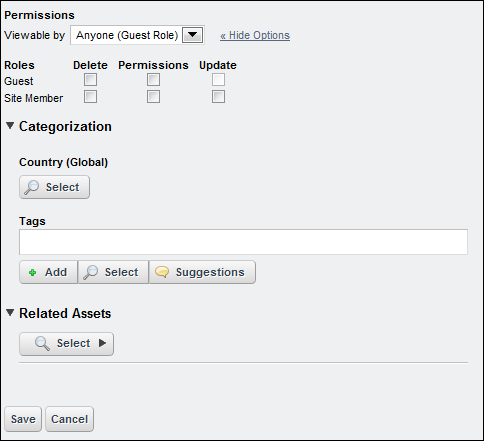 Permissions
Viewable by Anyone (Guest Role) « Hide Options
Roles Delete Permissions Update
Guest
Site Member
Categorization
Country (Global)
Select
Tags
Add Select Suggestions
Related Assets
Select
Save Cancel